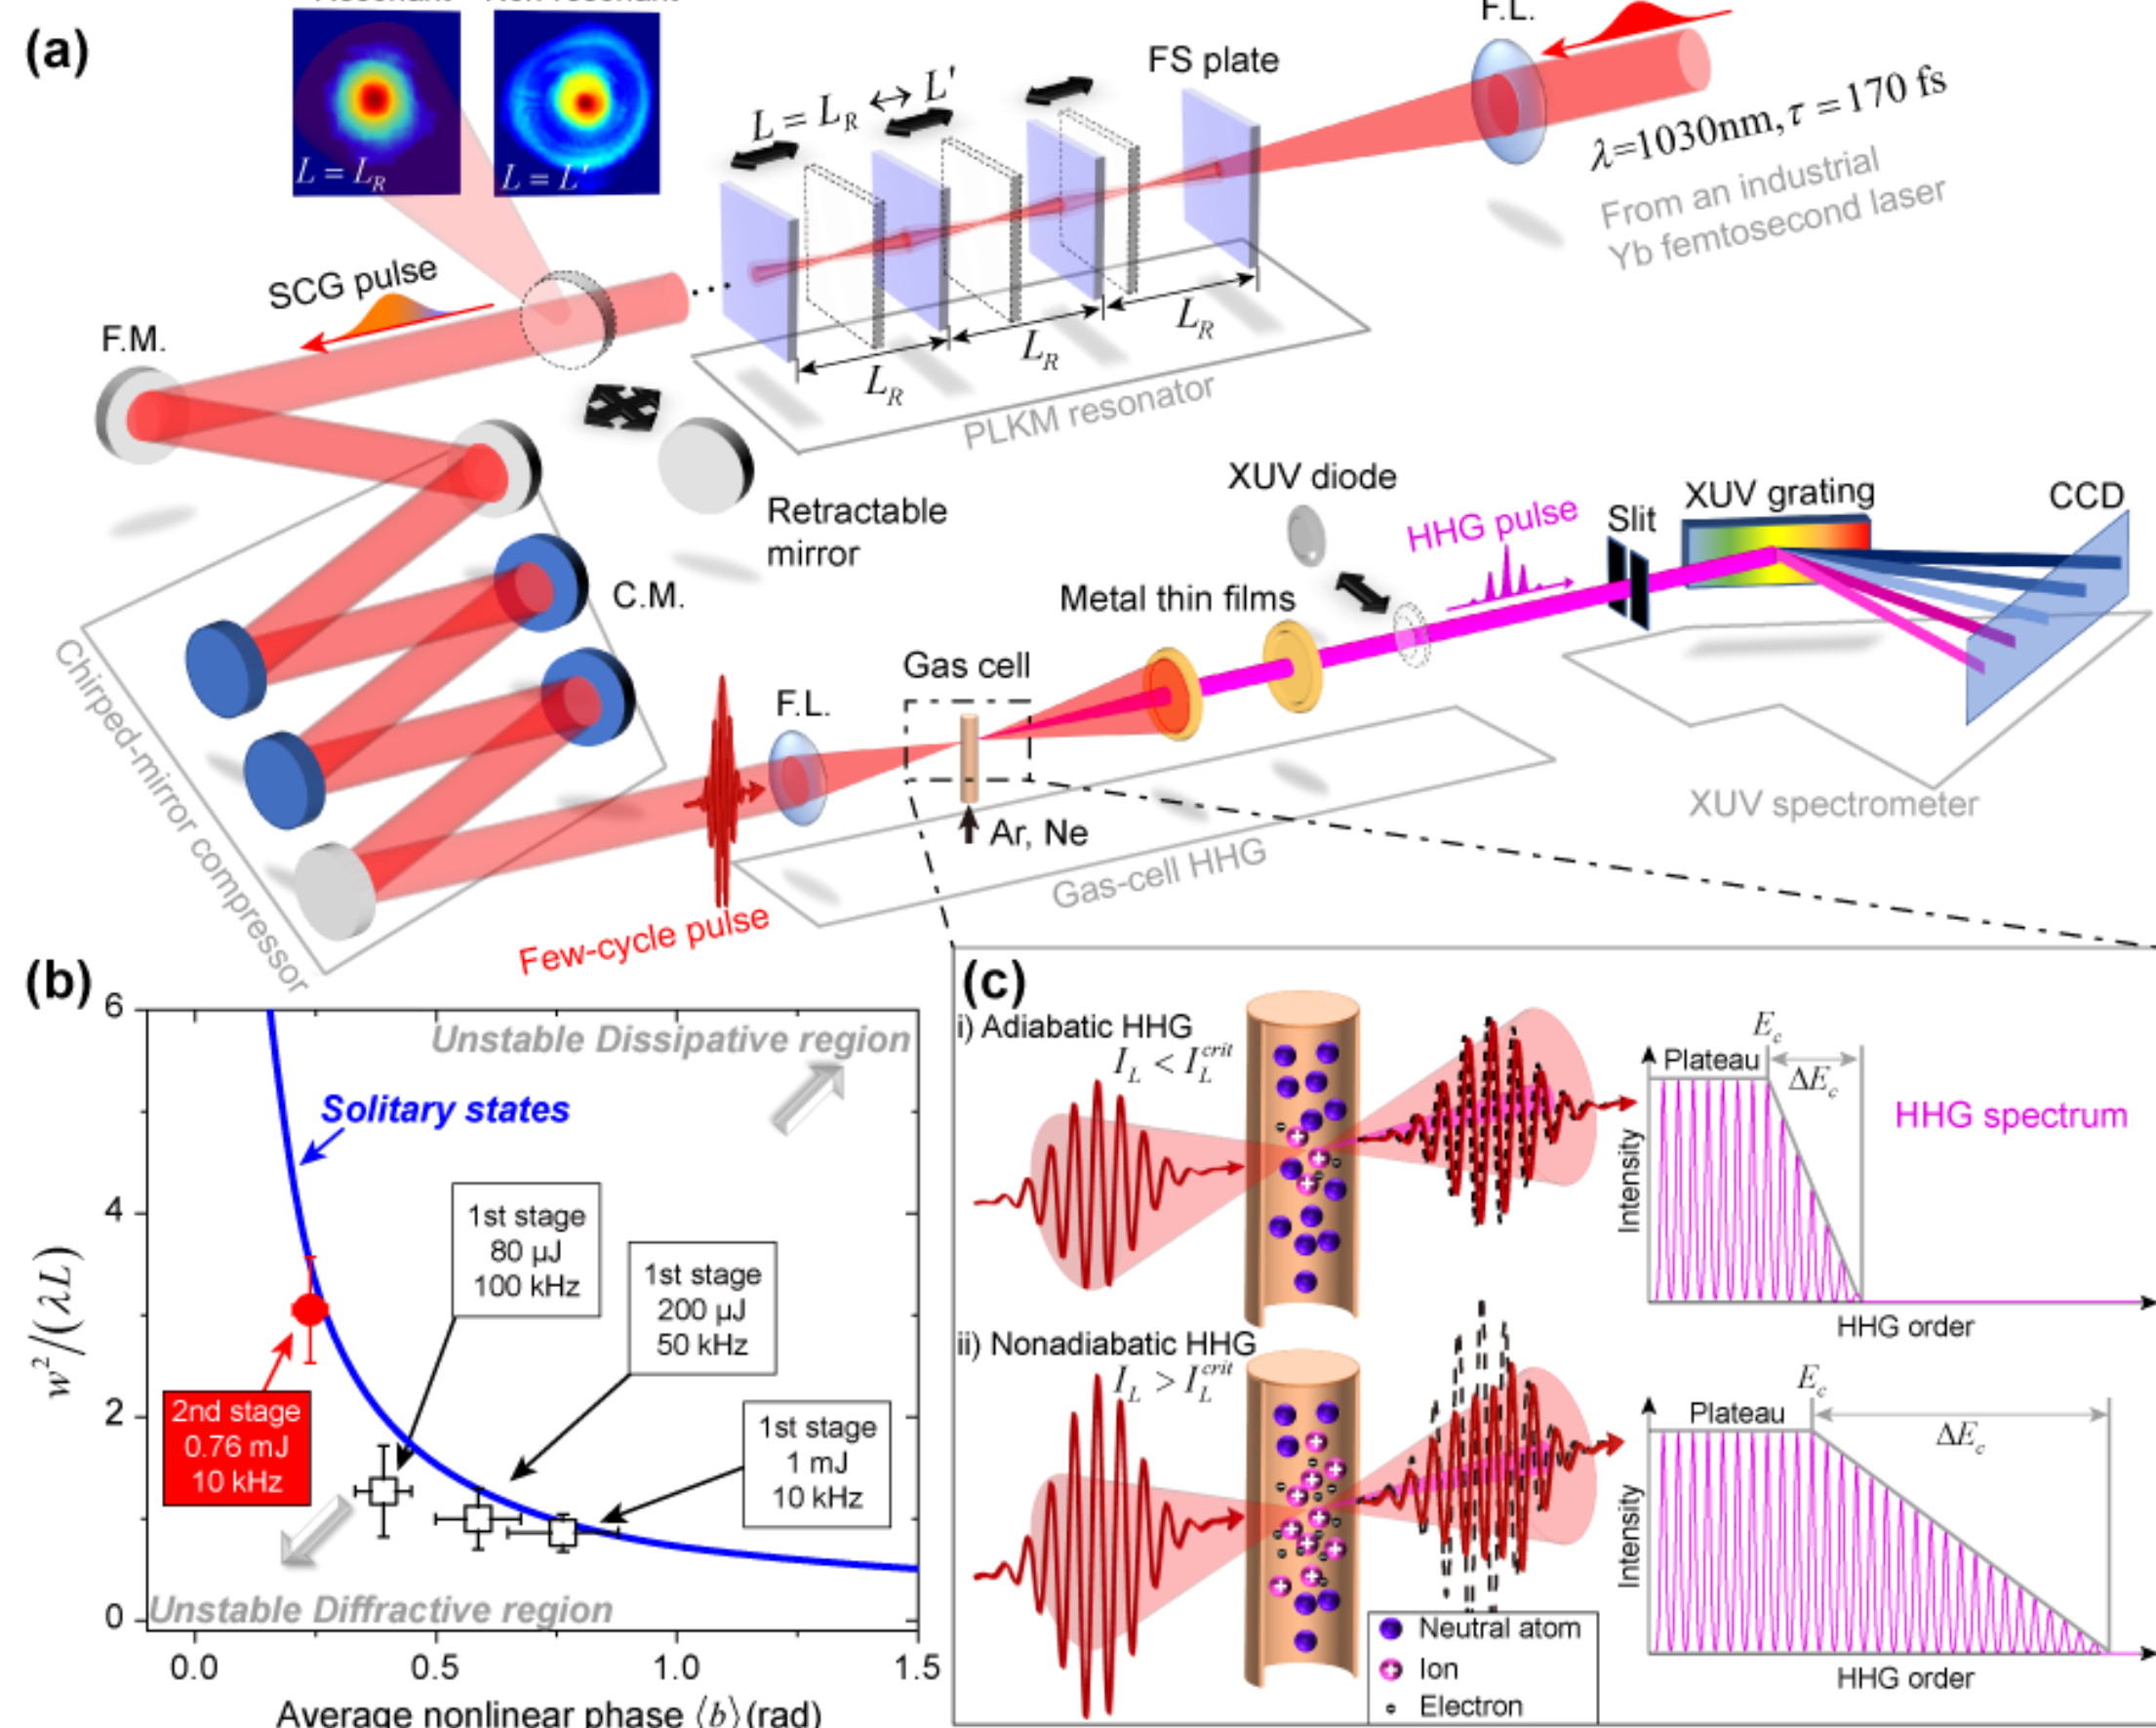 (a)
L = L_R
L = L'
L = L_R ↔ L'
FS plate
F.L.
λ=1030nm, τ = 170 fs
From an industrial
Yb femtosecond laser
SCG pulse
F.M.
L_R
L_R
L_R
PLKM resonator
Retractable
mirror
C.M.
Chirped-mirror compressor
XUV diode
HHG pulse
Slit
XUV grating
CCD
Metal thin films
Gas cell
F.L.
Ar, Ne
Gas-cell HHG
XUV spectrometer
Few-cycle pulse
(b)
6
4
2
0
w²/(λL)
Unstable Dissipative region
Solitary states
1st stage
80 µJ
100 kHz
1st stage
200 µJ
50 kHz
1st stage
1 mJ
10 kHz
2nd stage
0.76 mJ
10 kHz
Unstable Diffractive region
0.0
0.5
1.0
1.5
Average nonlinear phase ⟨b⟩ (rad)
(c)
i) Adiabatic HHG
I_L < I_L^crit
E_c
Plateau
ΔE_c
HHG spectrum
Intensity
HHG order
ii) Nonadiabatic HHG
I_L > I_L^crit
E_c
Plateau
ΔE_c
Intensity
HHG order
Neutral atom
+ Ion
- Electron